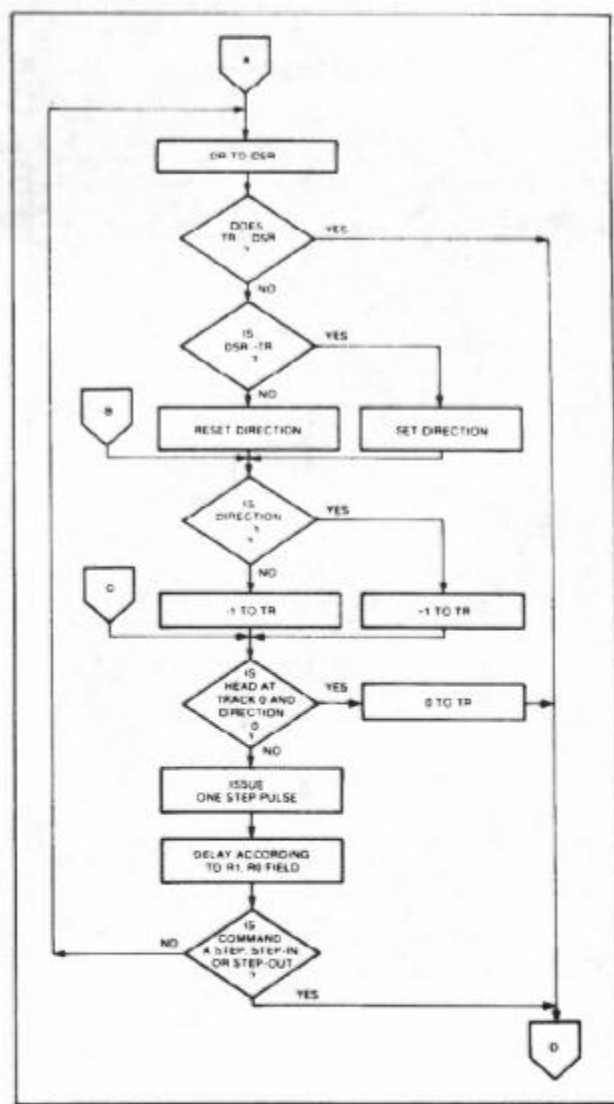 A
DR TO DSR
DOES
TR DSR
?
YES
NO
IS
DSR TR
?
YES
NO
B
RESET DIRECTION
SET DIRECTION
IS
DIRECTION
?
YES
NO
C
-1 TO TR
TO TR
IS
HEAD AT
TRACK 0 AND
DIRECTION
0
?
YES
0 TO TR
NO
ISSUE
ONE STEP PULSE
DELAY ACCORDING
TO R1, R0 FIELD
IS
COMMAND
A STEP, STEP-IN
OR STEP-OUT
?
NO
YES
D